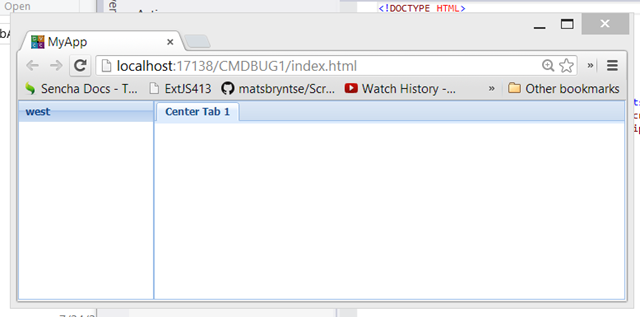 Open
<!DOCTYPE HTML>
MyApp
localhost:17138/CMDBUG1/index.html
Sencha Docs - T... ExtJS413 matsbryntse/Scr... Watch History -... » Other bookmarks
west
Center Tab 1